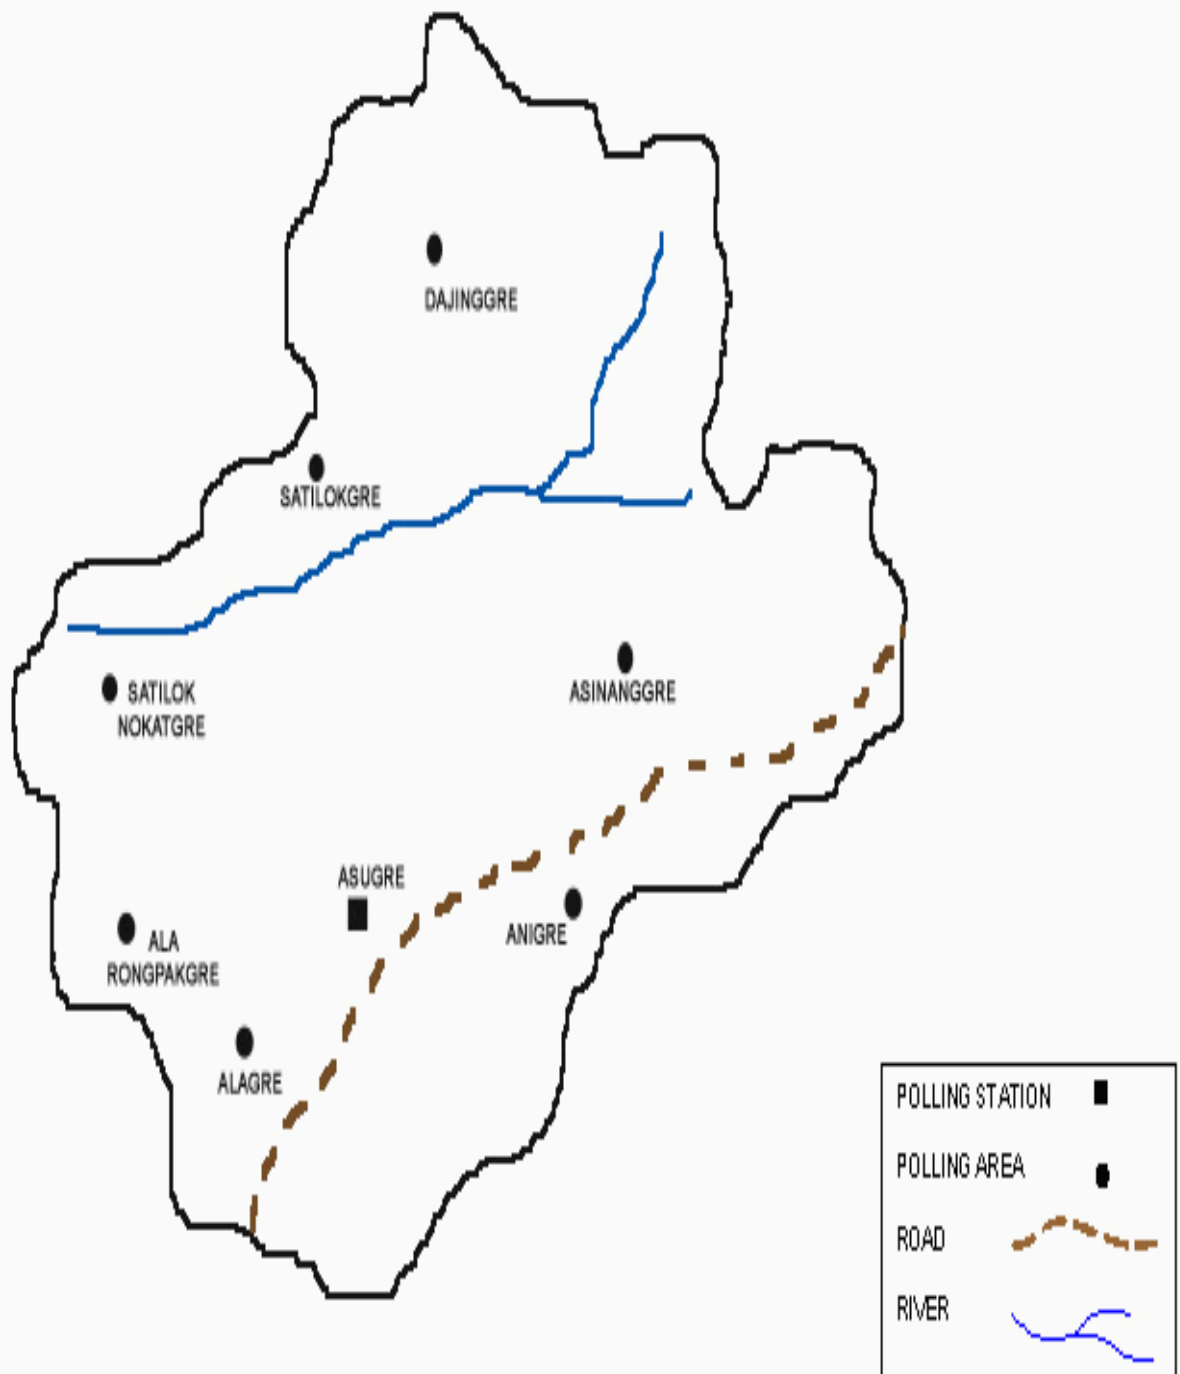 DAJINGGRE
SATILOKGRE
SATILOK
NOKATGRE
ASINANGGRE
ASUGRE
ANIGRE
ALA
RONGPAKGRE
ALAGRE
POLLING STATION
POLLING AREA
ROAD
RIVER